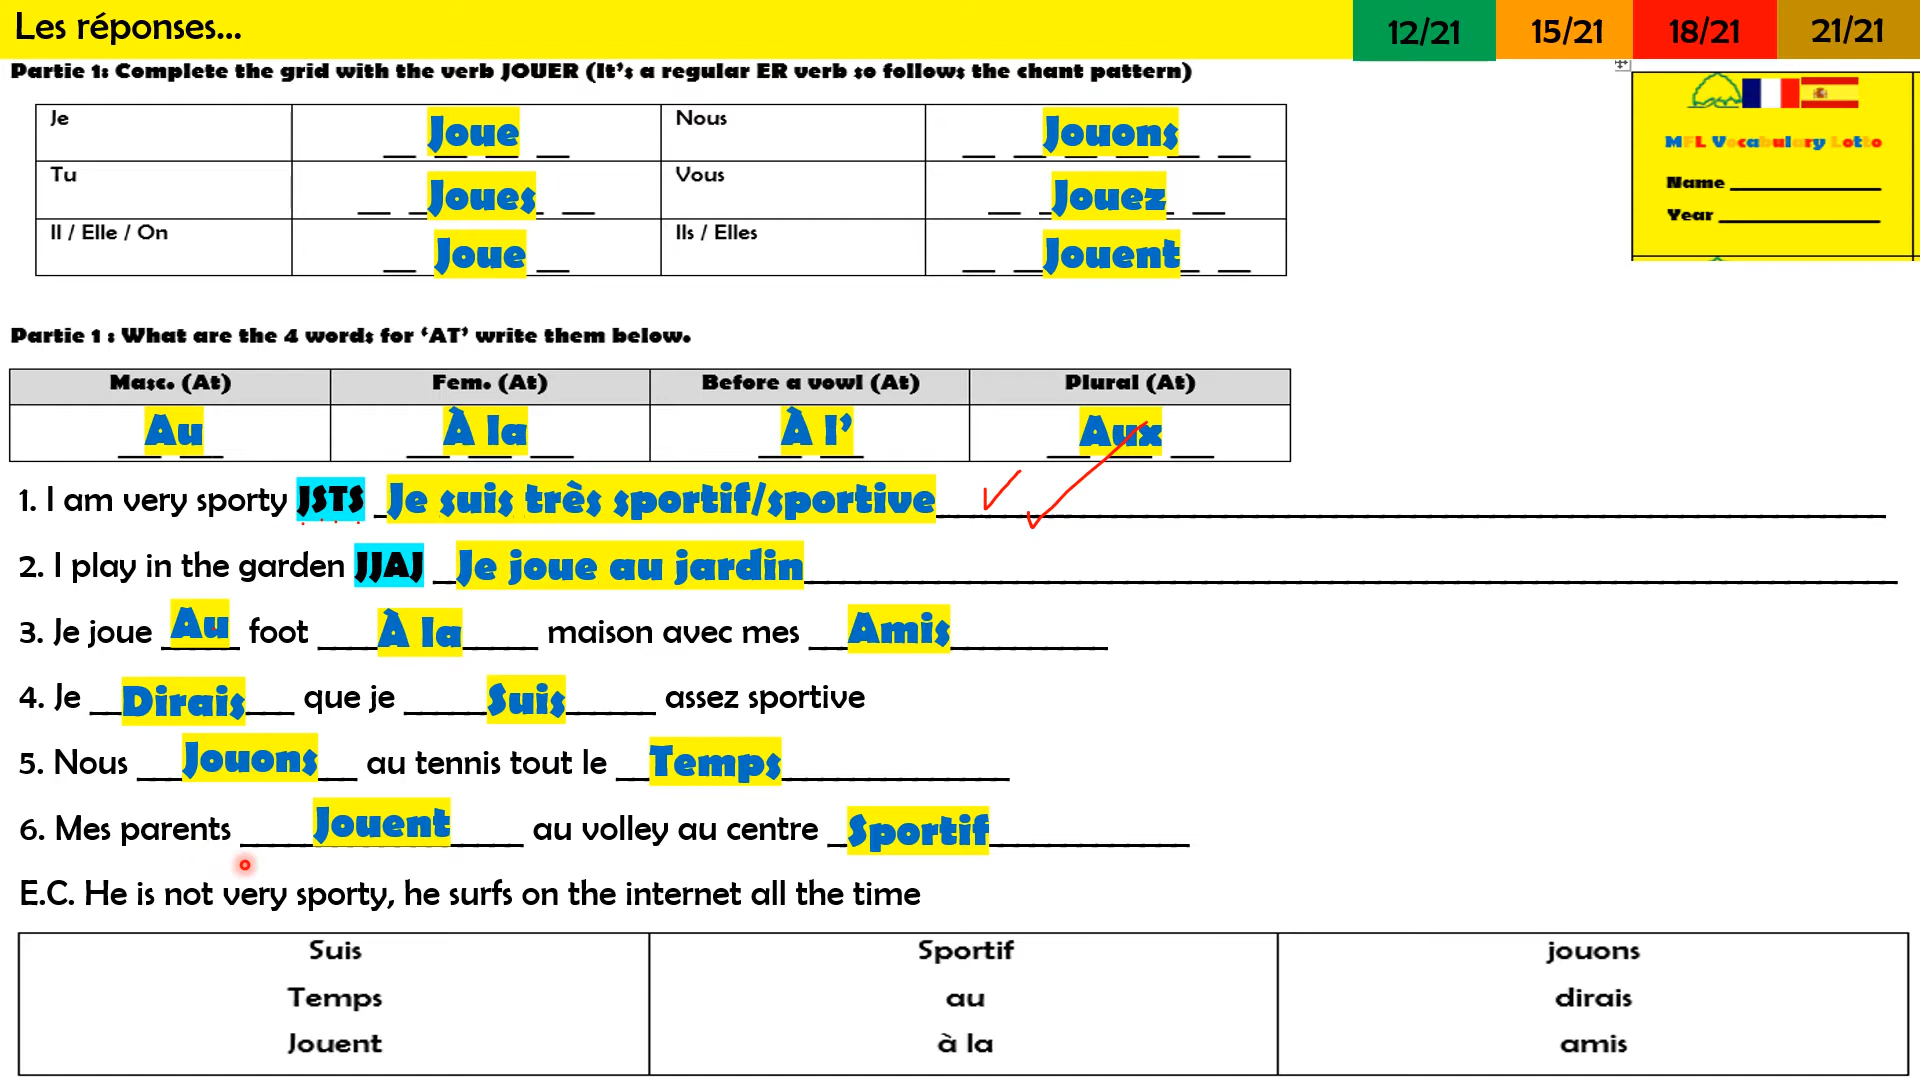 Les réponses...
12/21 15/21 18/21 21/21
Partie 1: Complete the grid with the verb JOUER (It's a regular ER verb so follows the chant pattern)
Je Joue Nous Jouons
Tu Joues Vous Jouez
Il / Elle / On Joue Ils / Elles Jouent
MFL Vocabulary Lotto
Name ____
Year ____
Partie 1 : What are the 4 words for 'AT' write them below.
Masc. (At) Fem. (At) Before a vowl (At) Plural (At)
Au À la À l' Aux
1. I am very sporty JSTS Je suis très sportif/sportive
2. I play in the garden JJAJ Je joue au jardin
3. Je joue Au foot À la maison avec mes Amis
4. Je Dirais que je Suis assez sportive
5. Nous Jouons au tennis tout le Temps
6. Mes parents Jouent au volley au centre Sportif
E.C. He is not very sporty, he surfs on the internet all the time
Suis Sportif jouons
Temps au dirais
Jouent à la amis